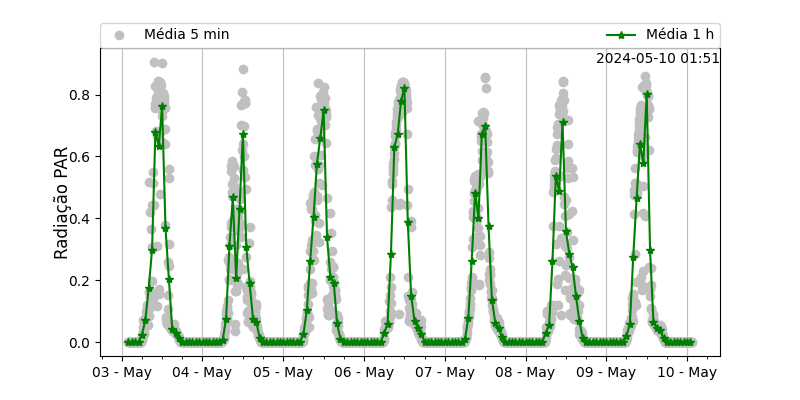 Média 5 min
Média 1 h
2024-05-10 01:51
Radiação PAR
0.8
0.6
0.4
0.2
0.0
03 - May
04 - May
05 - May
06 - May
07 - May
08 - May
09 - May
10 - May